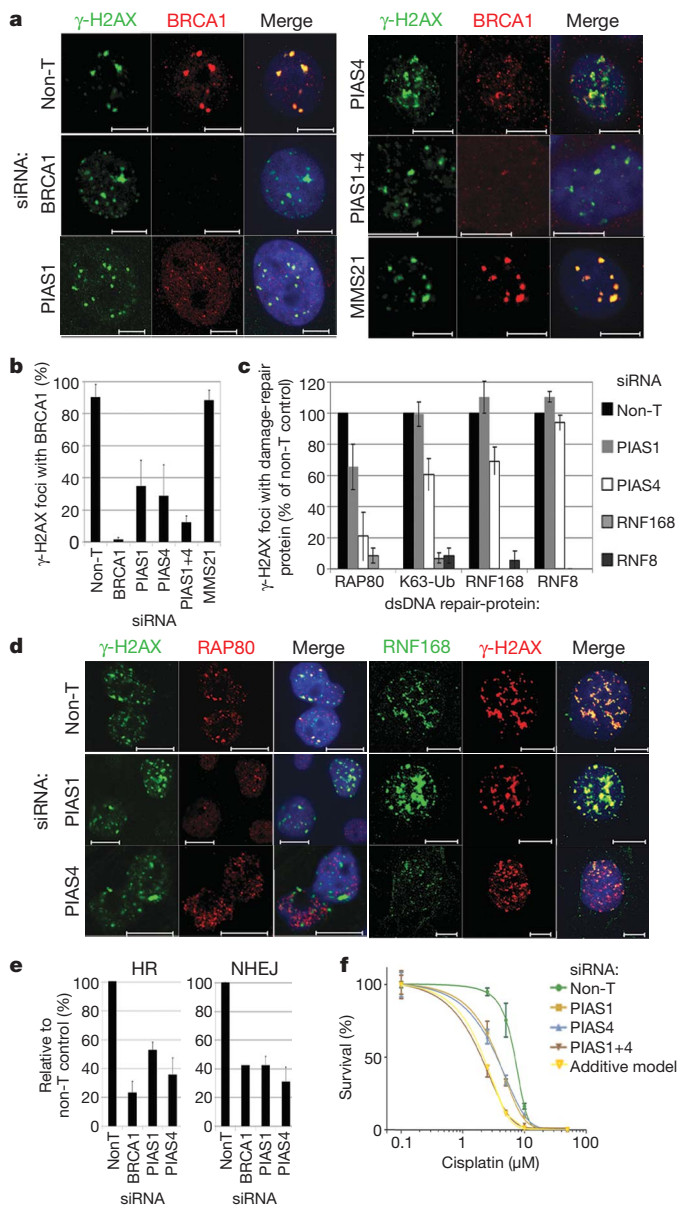 a
γ-H2AX BRCA1 Merge
Non-T
siRNA:
BRCA1
PIAS1
γ-H2AX BRCA1 Merge
PIAS4
PIAS1+4
MMS21
b
γ-H2AX foci with BRCA1 (%)
100
80
60
40
20
0
Non-T
BRCA1
PIAS1
PIAS4
PIAS1+4
MMS21
siRNA
c
γ-H2AX foci with damage-repair
protein (% of non-T control)
120
100
80
60
40
20
0
RAP80 K63-Ub RNF168 RNF8
dsDNA repair-protein:
siRNA
Non-T
PIAS1
PIAS4
RNF168
RNF8
d
γ-H2AX RAP80 Merge
RNF168 γ-H2AX Merge
Non-T
siRNA:
PIAS1
PIAS4
e
HR
Relative to
non-T control (%)
100
80
60
40
20
0
NonT
BRCA1
PIAS1
PIAS4
siRNA
NHEJ
100
80
60
40
20
0
NonT
BRCA1
PIAS1
PIAS4
siRNA
f
Survival (%)
100
50
0
0.1 1 10 100
Cisplatin (μM)
siRNA:
Non-T
PIAS1
PIAS4
PIAS1+4
Additive model